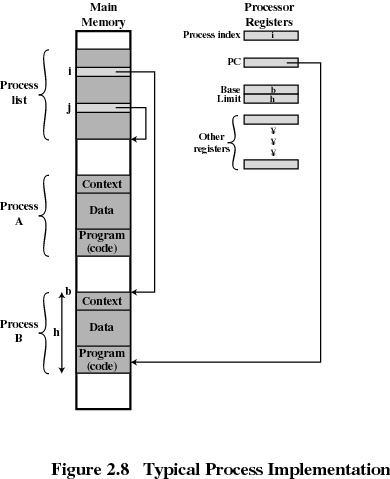 Main
Memory
Processor
Registers
Process index
i
PC
Base
b
Limit
h
Other
registers
¥
¥
¥
Process
list
i
j
Process
A
Context
Data
Program
(code)
b
Process
B
h
Context
Data
Program
(code)
Figure 2.8 Typical Process Implementation